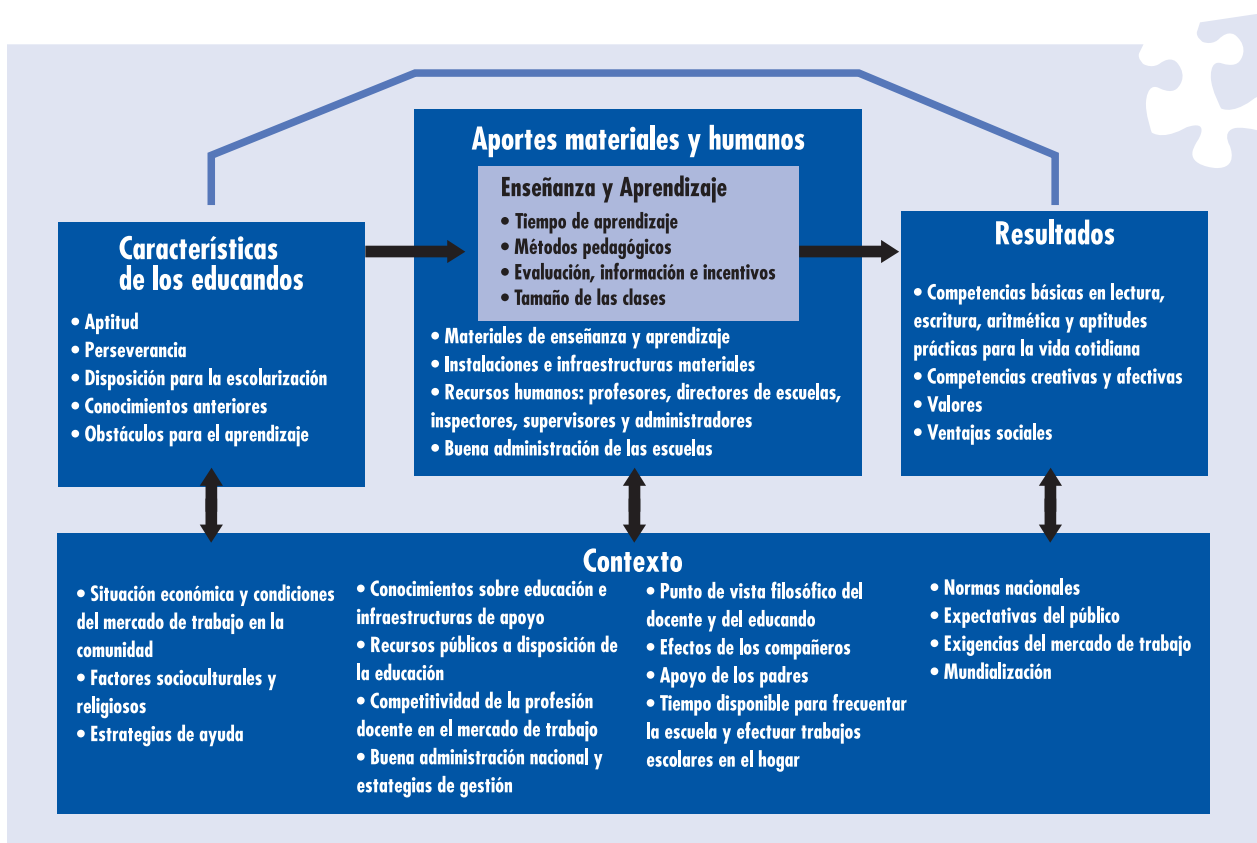 Aportes materiales y humanos
Enseñanza y Aprendizaje
• Tiempo de aprendizaje
• Métodos pedagógicos
• Evaluación, información e incentivos
• Tamaño de las clases
• Materiales de enseñanza y aprendizaje
• Instalaciones e infraestructuras materiales
• Recursos humanos: profesores, directores de escuelas,
inspectores, supervisores y administradores
• Buena administración de las escuelas
Característícas
de los educandos
• Aptitud
• Perseverancia
• Disposición para la escolarización
• Conocimientos anteriores
• Obstáculos para el aprendizaje
Resultados
• Competencias básicas en lectura,
escritura, aritmética y aptitudes
prácticas para la vida cotidiana
• Competencias creativas y afectivas
• Valores
• Ventajas sociales
Contexto
• Situación económica y condiciones
del mercado de trabajo en la
comunidad
• Factores socioculturales y
religiosos
• Estrategias de ayuda
• Conocimientos sobre educación e
infraestructuras de apoyo
• Recursos públicos a disposición de
la educación
• Competitividad de la profesión
docente en el mercado de trabajo
• Buena administración nacional y
estategias de gestión
• Punto de vista filosófico del
docente y del educando
• Efectos de los compañeros
• Apoyo de los padres
• Tiempo disponible para frecuentar
la escuela y efectuar trabajos
escolares en el hogar
• Normas nacionales
• Expectativas del público
• Exigencias del mercado de trabajo
• Mundialización